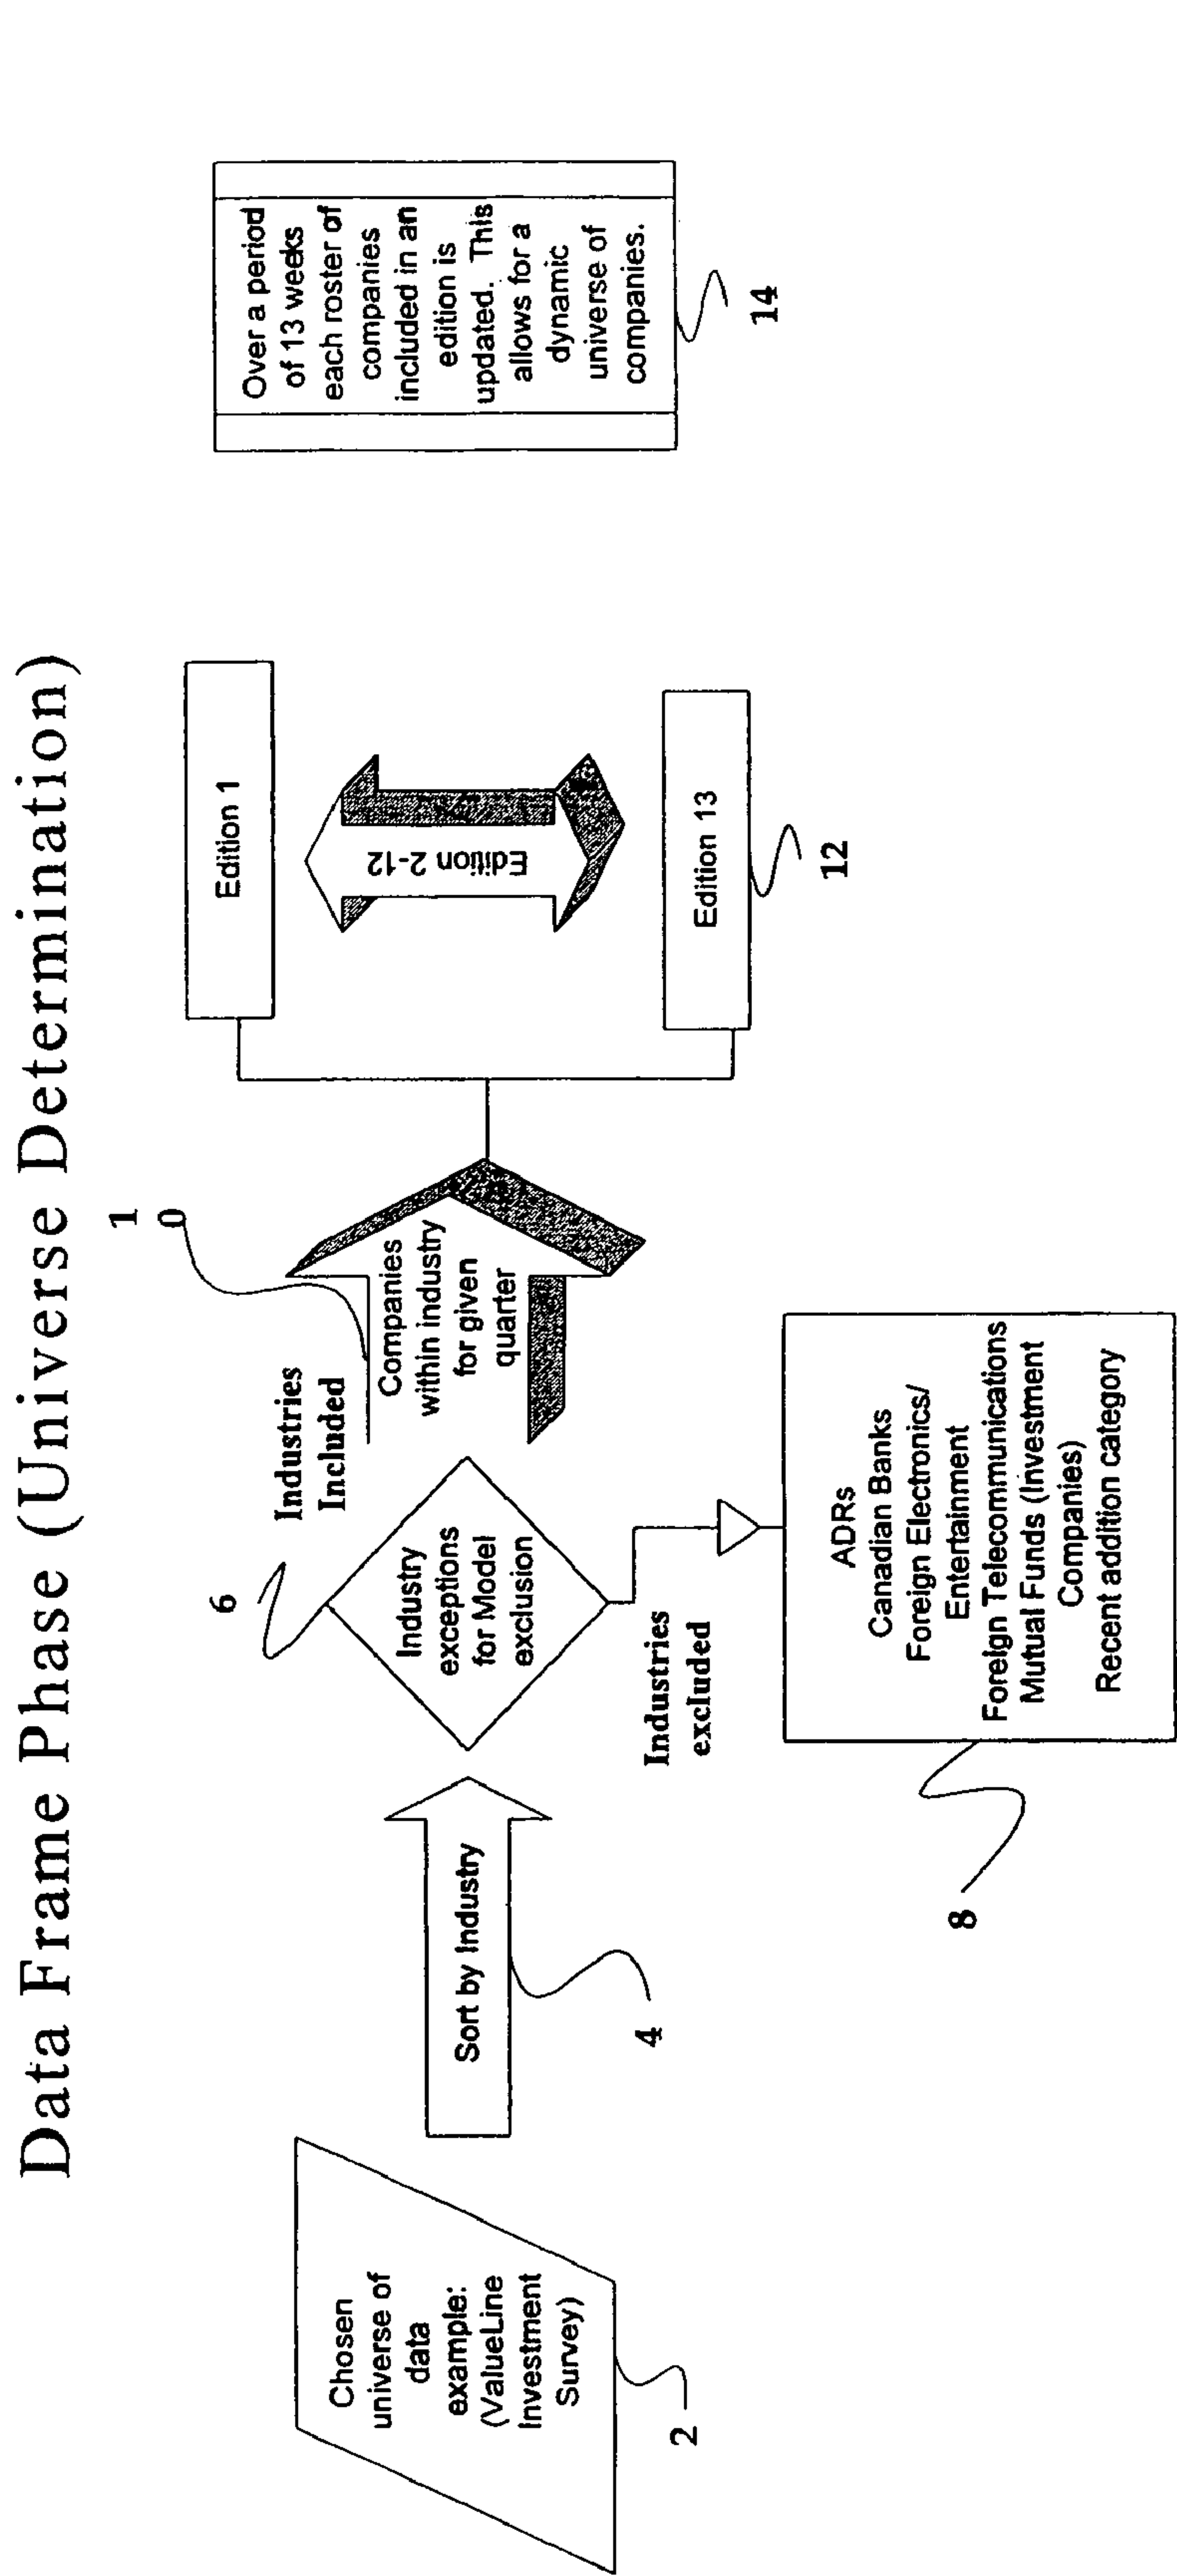 Data Frame Phase (Universe Determination)
Chosen
universe of
data
example:
(ValueLine
Investment
Survey)
2
Sort by Industry
4
Industry
exceptions
for Model
exclusion
6
Industries
Included
Industries
excluded
ADRs
Canadian Banks
Foreign Electronics/
Entertainment
Foreign Telecommunications
Mutual Funds (Investment
Companies)
Recent addition category
8
Companies
within industry
for given
quarter
1
0
Edition 1
Edition 2-12
Edition 13
12
Over a period
of 13 weeks
each roster of
companies
included in an
edition is
updated. This
allows for a
dynamic
universe of
companies.
14